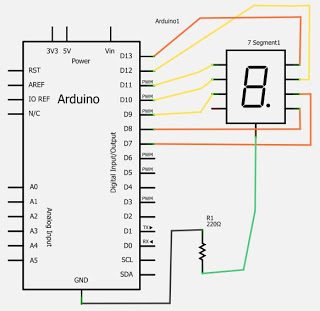 Arduino1
3V3
5V
Vin
Power
RST
AREF
IO REF
N/C
Arduino
D13
D12
PWM
D11
PWM
D10
PWM
D9
D8
D7
PWM
D6
PWM
D5
D4
PWM
D3
D2
TX
D1
RX
D0
SCL
SDA
Digital Input/Output
A0
A1
A2
A3
A4
A5
Analog Input
GND
7 Segment1
8
R1
220Ω